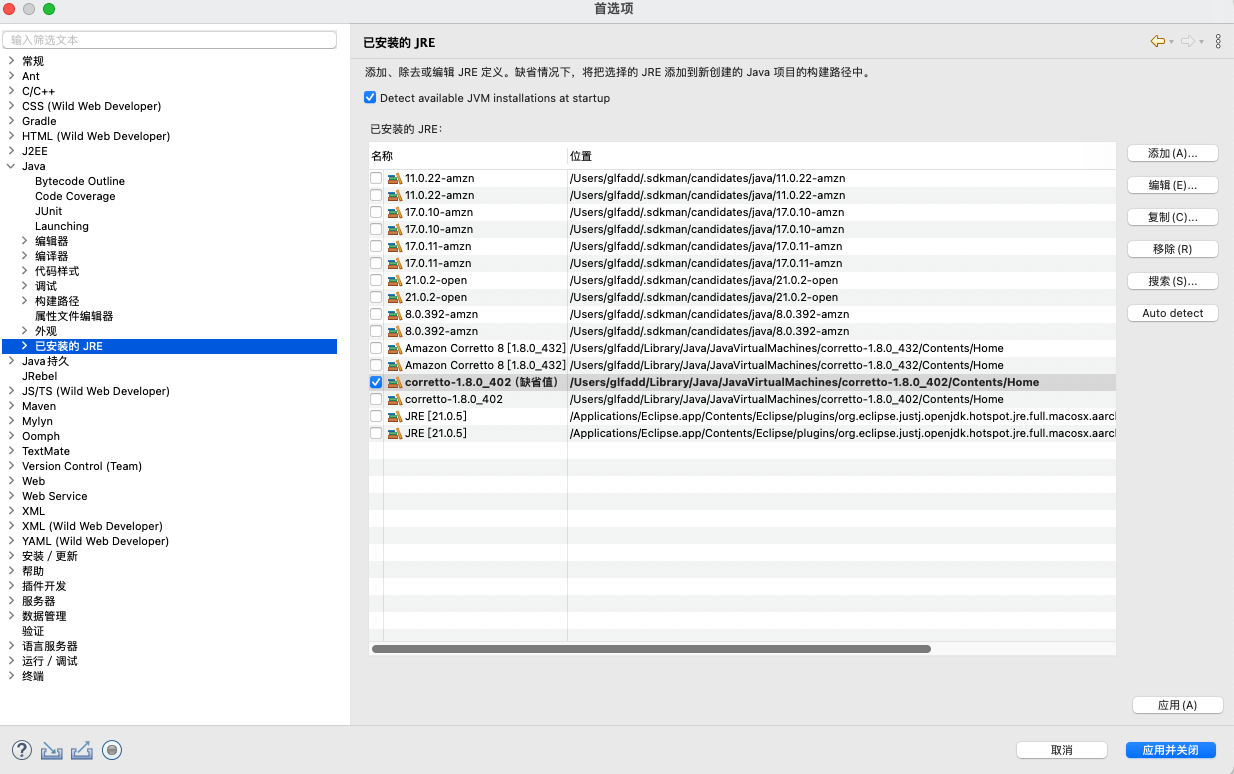 首选项
输入筛选文本
常规
Ant
C/C++
CSS (Wild Web Developer)
Gradle
HTML (Wild Web Developer)
J2EE
Java
Bytecode Outline
Code Coverage
JUnit
Launching
编辑器
编译器
代码样式
调试
构建路径
属性文件编辑器
外观
已安装的 JRE
Java 持久
JRebel
JS/TS (Wild Web Developer)
Maven
Mylyn
Oomph
TextMate
Version Control (Team)
Web
Web Service
XML
XML (Wild Web Developer)
YAML (Wild Web Developer)
安装 / 更新
帮助
插件开发
服务器
数据管理
验证
语言服务器
运行 / 调试
终端
已安装的 JRE
添加、除去或编辑 JRE 定义。缺省情况下，将把选择的 JRE 添加到新创建的 Java 项目的构建路径中。
Detect available JVM installations at startup
已安装的 JRE：
名称 位置
11.0.22-amzn /Users/glfadd/.sdkman/candidates/java/11.0.22-amzn
11.0.22-amzn /Users/glfadd/.sdkman/candidates/java/11.0.22-amzn
17.0.10-amzn /Users/glfadd/.sdkman/candidates/java/17.0.10-amzn
17.0.10-amzn /Users/glfadd/.sdkman/candidates/java/17.0.10-amzn
17.0.11-amzn /Users/glfadd/.sdkman/candidates/java/17.0.11-amzn
17.0.11-amzn /Users/glfadd/.sdkman/candidates/java/17.0.11-amzn
21.0.2-open /Users/glfadd/.sdkman/candidates/java/21.0.2-open
21.0.2-open /Users/glfadd/.sdkman/candidates/java/21.0.2-open
8.0.392-amzn /Users/glfadd/.sdkman/candidates/java/8.0.392-amzn
8.0.392-amzn /Users/glfadd/.sdkman/candidates/java/8.0.392-amzn
Amazon Corretto 8 [1.8.0_432] /Users/glfadd/Library/Java/JavaVirtualMachines/corretto-1.8.0_432/Contents/Home
Amazon Corretto 8 [1.8.0_432] /Users/glfadd/Library/Java/JavaVirtualMachines/corretto-1.8.0_432/Contents/Home
corretto-1.8.0_402（缺省值） /Users/glfadd/Library/Java/JavaVirtualMachines/corretto-1.8.0_402/Contents/Home
corretto-1.8.0_402 /Users/glfadd/Library/Java/JavaVirtualMachines/corretto-1.8.0_402/Contents/Home
JRE [21.0.5] /Applications/Eclipse.app/Contents/Eclipse/plugins/org.eclipse.justj.openjdk.hotspot.jre.full.macosx.aarcl
JRE [21.0.5] /Applications/Eclipse.app/Contents/Eclipse/plugins/org.eclipse.justj.openjdk.hotspot.jre.full.macosx.aarcl
添加(A)...
编辑(E)...
复制(C)...
移除(R)
搜索(S)...
Auto detect
应用(A)
取消
应用并关闭